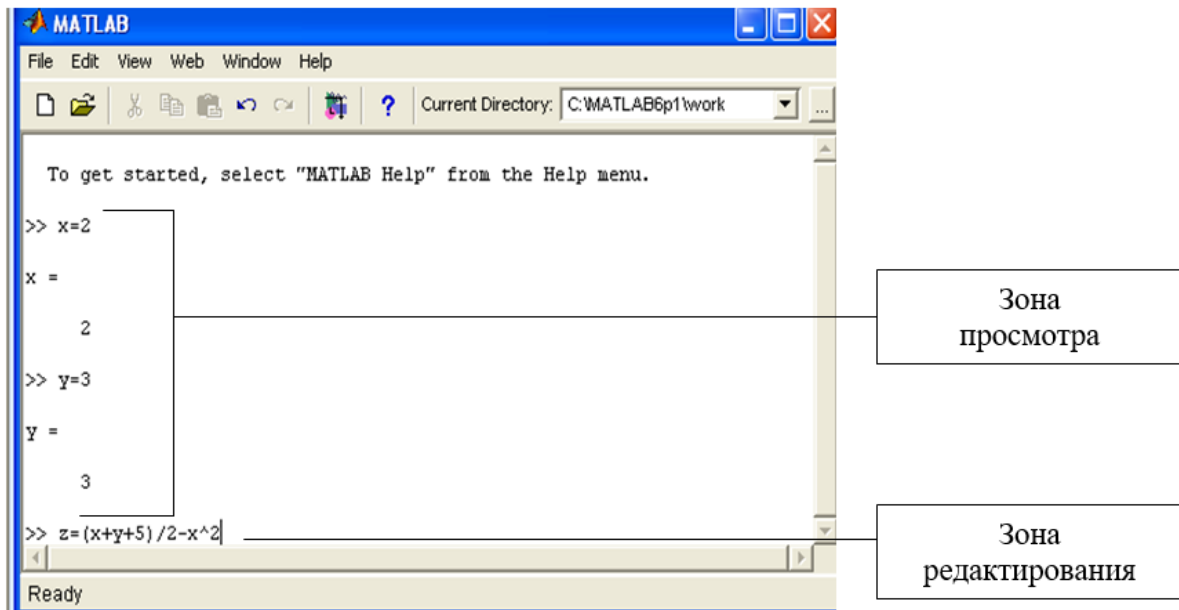 MATLAB
File Edit View Web Window Help
Current Directory: C:\MATLAB6p1\work ...
To get started, select "MATLAB Help" from the Help menu.
>> x=2
x =
2
>> y=3
y =
3
>> z=(x+y+5)/2-x^2
Ready
Зона
просмотра
Зона
редактирования